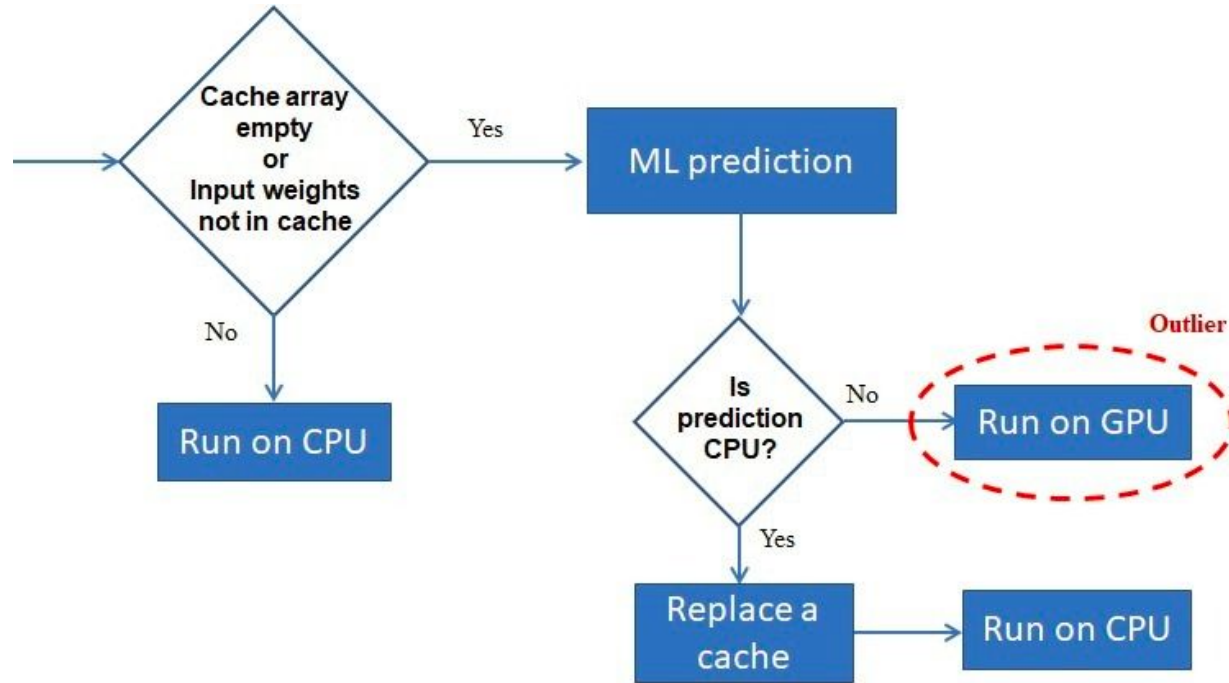 Cache array
empty
or
Input weights
not in cache
Yes
ML prediction
No
Run on CPU
Outlier
Is
prediction
CPU?
No
Run on GPU
Yes
Replace a
cache
Run on CPU